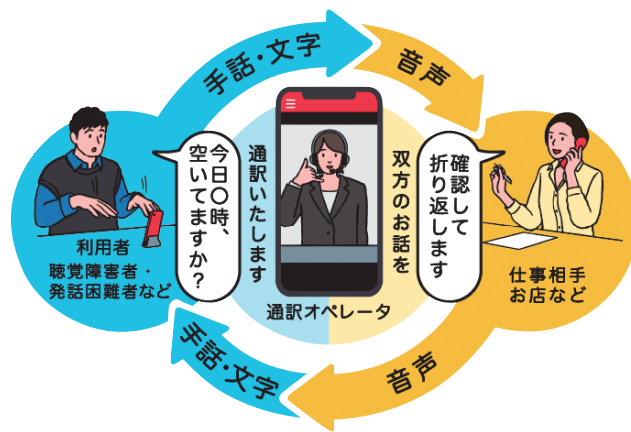 手話・文字
音声
今日〇時、
空いてますか?
通訳いたします
双方のお話を
確認して
折り返します
利用者
聴覚障害者・
発話困難者など
通訳オペレータ
仕事相手
お店など
手話・文字
音声